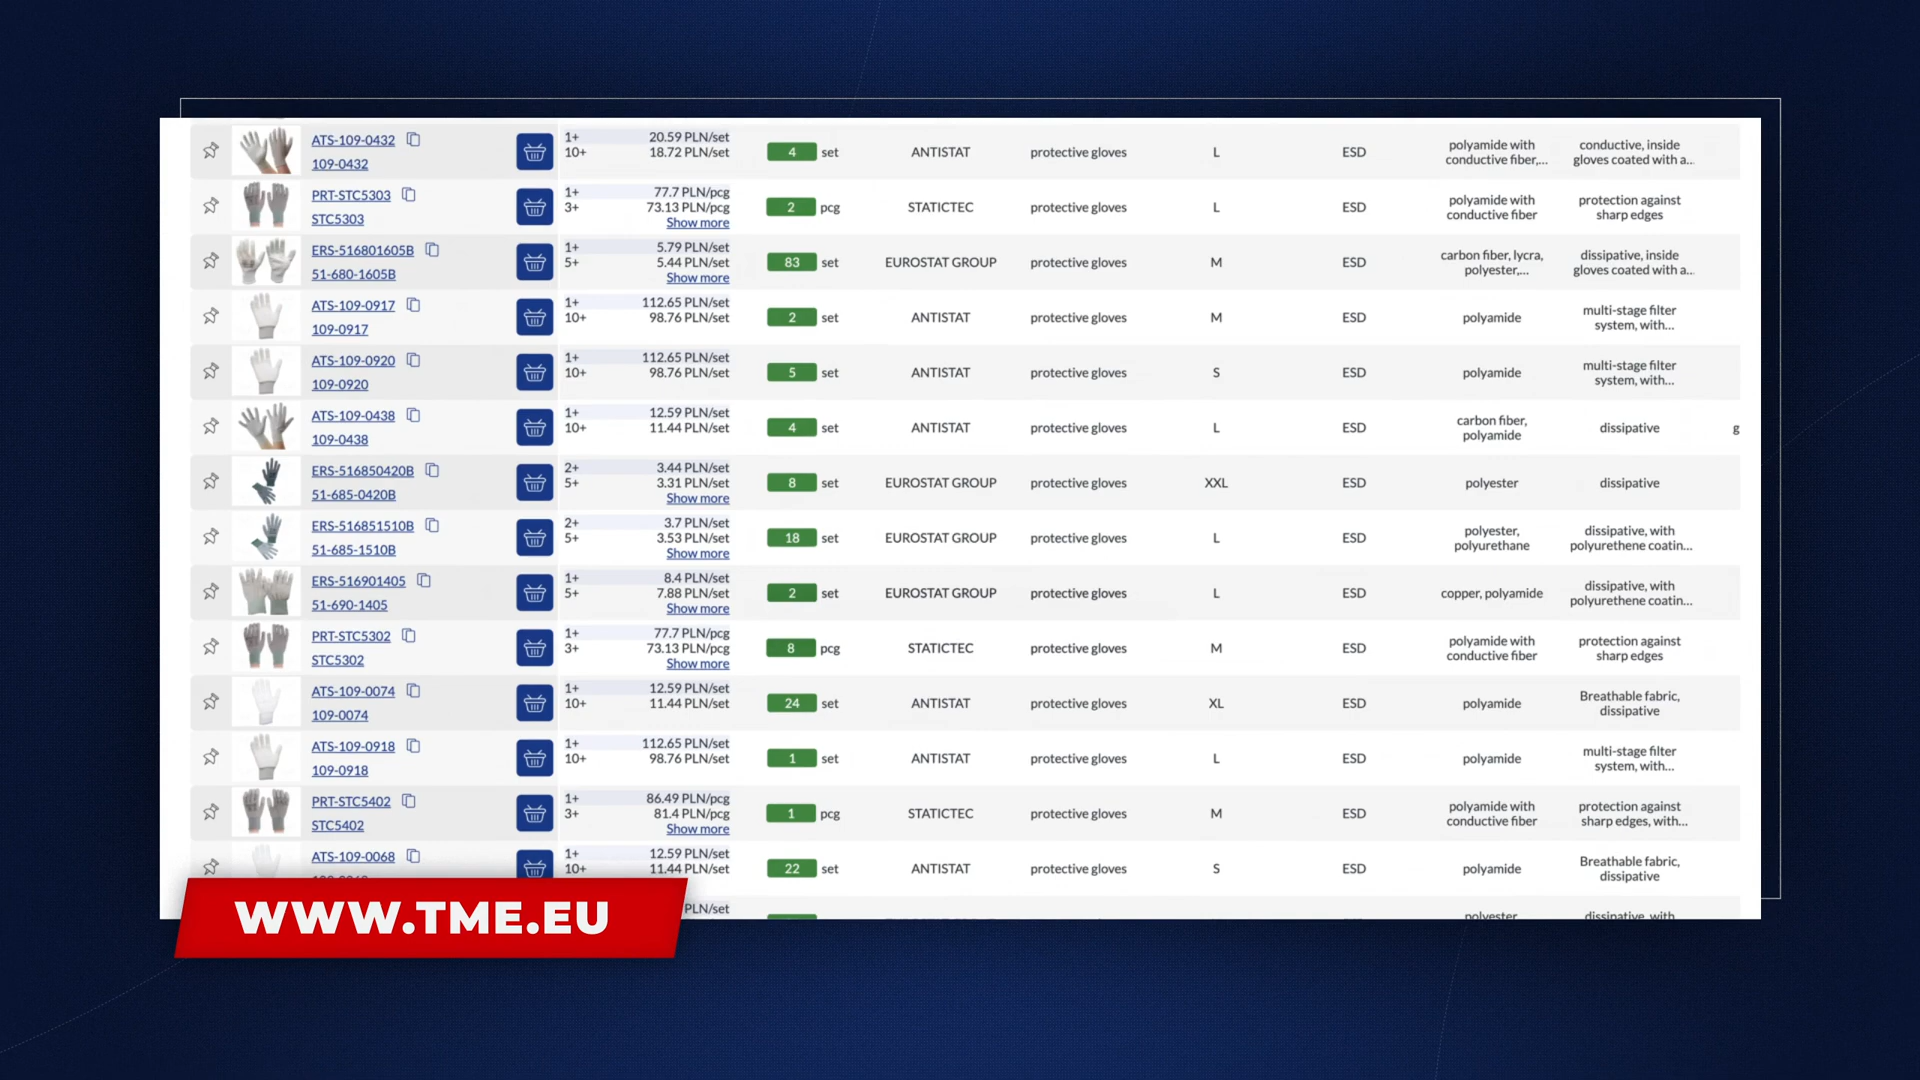 ATS-109-0432
109-0432
1+ 20.59 PLN/set
10+ 18.72 PLN/set
4 set
ANTISTAT
protective gloves
L
ESD
polyamide with
conductive fiber,...
conductive, inside
gloves coated with a...
PRT-STC5303
STC5303
1+ 77.7 PLN/pcg
3+ 73.13 PLN/pcg
Show more
2 pcg
STATICTEC
protective gloves
L
ESD
polyamide with
conductive fiber
protection against
sharp edges
ERS-516801605B
51-680-1605B
1+ 5.79 PLN/set
5+ 5.44 PLN/set
Show more
83 set
EUROSTAT GROUP
protective gloves
M
ESD
carbon fiber, lycra,
polyester,...
dissipative, inside
gloves coated with a...
ATS-109-0917
109-0917
1+ 112.65 PLN/set
10+ 98.76 PLN/set
2 set
ANTISTAT
protective gloves
M
ESD
polyamide
multi-stage filter
system, with...
ATS-109-0920
109-0920
1+ 112.65 PLN/set
10+ 98.76 PLN/set
5 set
ANTISTAT
protective gloves
S
ESD
polyamide
multi-stage filter
system, with...
ATS-109-0438
109-0438
1+ 12.59 PLN/set
10+ 11.44 PLN/set
4 set
ANTISTAT
protective gloves
L
ESD
carbon fiber,
polyamide
dissipative
g
ERS-516850420B
51-685-0420B
2+ 3.44 PLN/set
5+ 3.31 PLN/set
Show more
8 set
EUROSTAT GROUP
protective gloves
XXL
ESD
polyester
dissipative
ERS-516851510B
51-685-1510B
2+ 3.7 PLN/set
5+ 3.53 PLN/set
Show more
18 set
EUROSTAT GROUP
protective gloves
L
ESD
polyester,
polyurethane
dissipative, with
polyurethene coatin...
ERS-516901405
51-690-1405
1+ 8.4 PLN/set
5+ 7.88 PLN/set
Show more
2 set
EUROSTAT GROUP
protective gloves
L
ESD
copper, polyamide
dissipative, with
polyurethene coatin...
PRT-STC5302
STC5302
1+ 77.7 PLN/pcg
3+ 73.13 PLN/pcg
Show more
8 pcg
STATICTEC
protective gloves
M
ESD
polyamide with
conductive fiber
protection against
sharp edges
ATS-109-0074
109-0074
1+ 12.59 PLN/set
10+ 11.44 PLN/set
24 set
ANTISTAT
protective gloves
XL
ESD
polyamide
Breathable fabric,
dissipative
ATS-109-0918
109-0918
1+ 112.65 PLN/set
10+ 98.76 PLN/set
1 set
ANTISTAT
protective gloves
L
ESD
polyamide
multi-stage filter
system, with...
PRT-STC5402
STC5402
1+ 86.49 PLN/pcg
3+ 81.4 PLN/pcg
Show more
1 pcg
STATICTEC
protective gloves
M
ESD
polyamide with
conductive fiber
protection against
sharp edges, with...
ATS-109-0068
1+ 12.59 PLN/set
10+ 11.44 PLN/set
22 set
ANTISTAT
protective gloves
S
ESD
polyamide
Breathable fabric,
dissipative
PLN/set
polyester
dissipative, with
WWW.TME.EU